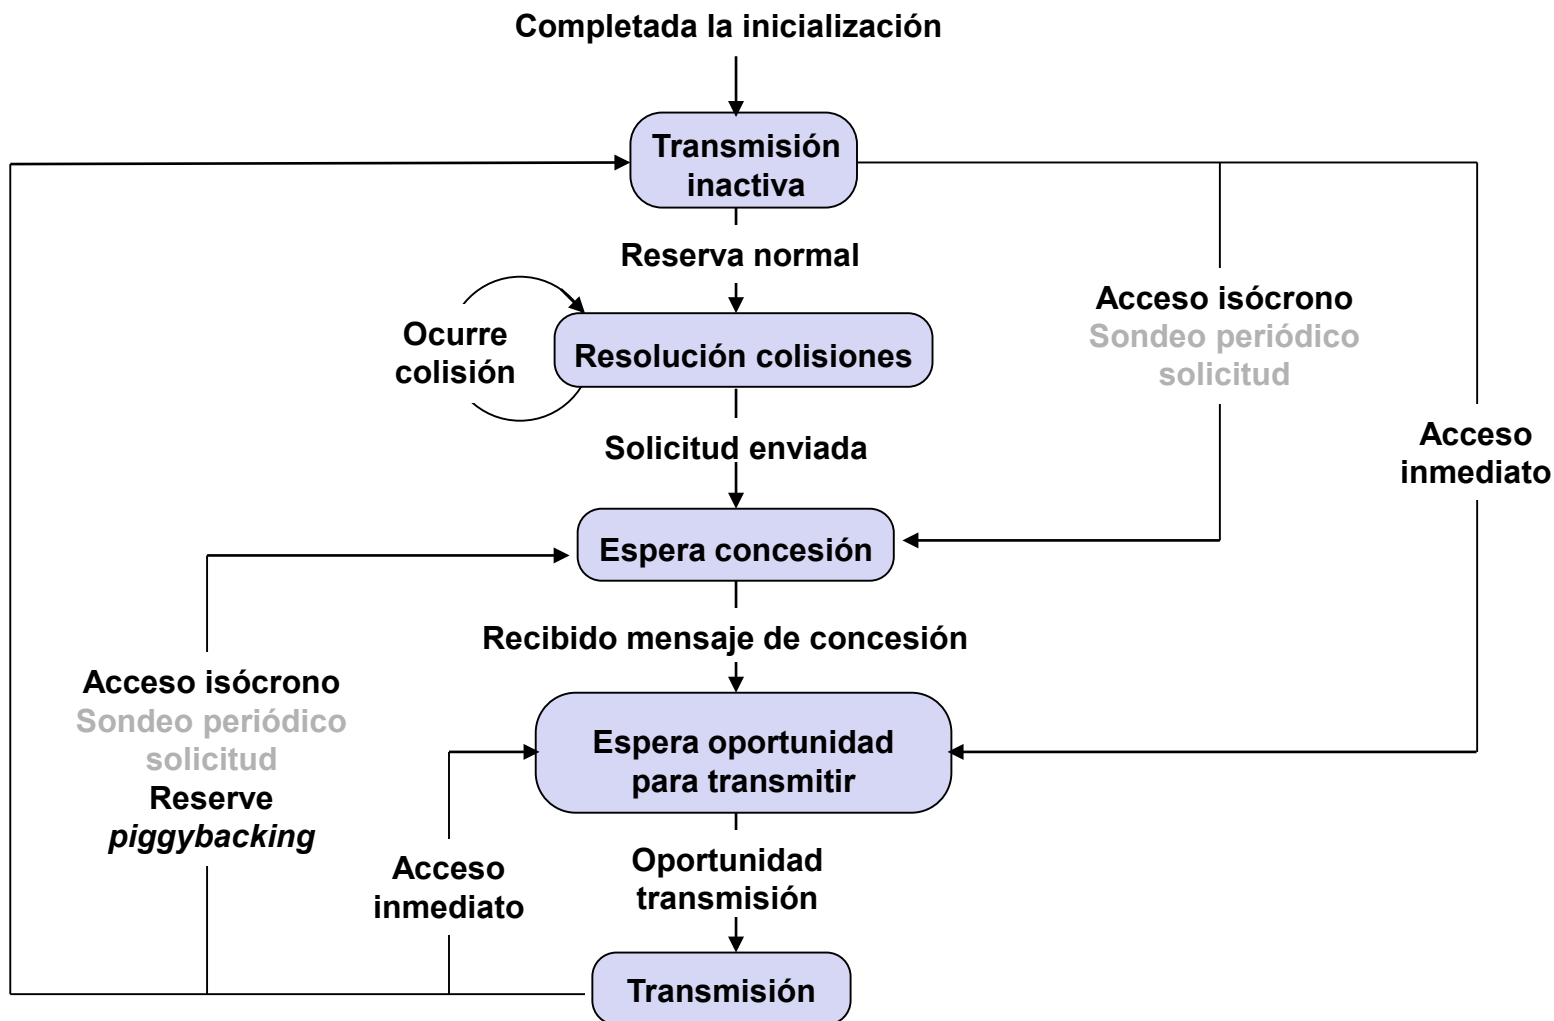 Completada la inicialización
Transmisión
inactiva
Reserva normal
Ocurre
colisión
Resolución colisiones
Acceso isócrono
Sondeo periódico
solicitud
Acceso
inmediato
Solicitud enviada
Espera concesión
Recibido mensaje de concesión
Acceso isócrono
Sondeo periódico
solicitud
Reserve
piggybacking
Espera oportunidad
para transmitir
Acceso
inmediato
Oportunidad
transmisión
Transmisión